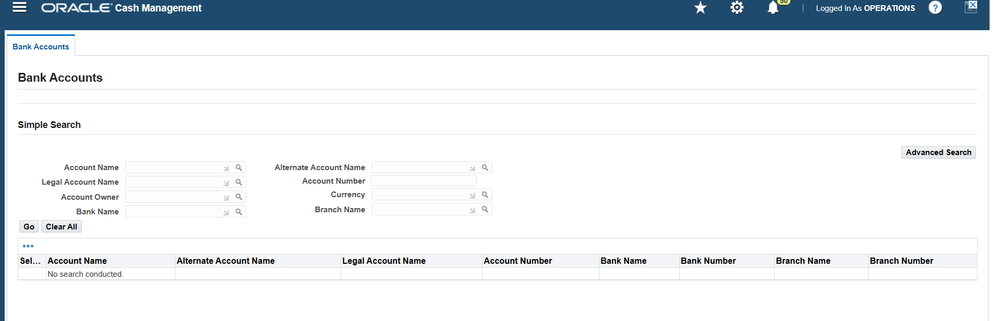 ORACLE Cash Management
50
Logged In As OPERATIONS
?
Bank Accounts
Bank Accounts
Simple Search
Advanced Search
Account Name
Alternate Account Name
Legal Account Name
Account Number
Account Owner
Currency
Bank Name
Branch Name
Go Clear All
Sel... Account Name Alternate Account Name Legal Account Name Account Number Bank Name Bank Number Branch Name Branch Number
No search conducted.